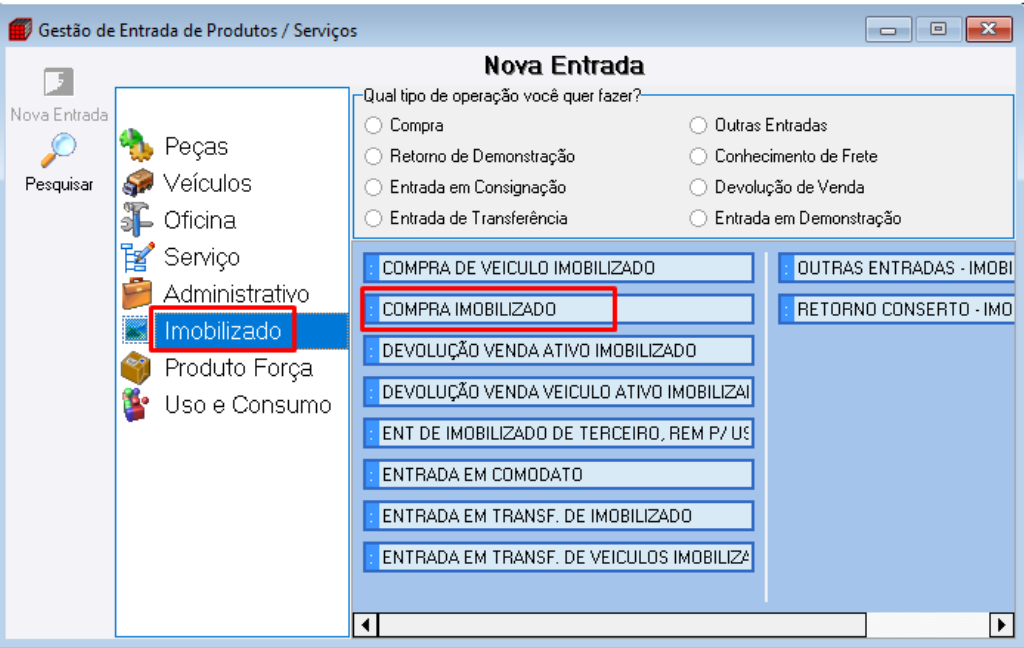 Gestão de Entrada de Produtos / Serviços
Nova Entrada
Nova Entrada
Pesquisar
Peças
Veículos
Oficina
Serviço
Administrativo
Imobilizado
Produto Força
Uso e Consumo
Qual tipo de operação você quer fazer?
Compra
Retorno de Demonstração
Entrada em Consignação
Entrada de Transferência
Outras Entradas
Conhecimento de Frete
Devolução de Venda
Entrada em Demonstração
: COMPRA DE VEICULO IMOBILIZADO
: COMPRA IMOBILIZADO
: DEVOLUÇÃO VENDA ATIVO IMOBILIZADO
: DEVOLUÇÃO VENDA VEICULO ATIVO IMOBILIZAI
: ENT DE IMOBILIZADO DE TERCEIRO, REM P/ US
: ENTRADA EM COMODATO
: ENTRADA EM TRANSF. DE IMOBILIZADO
: ENTRADA EM TRANSF. DE VEICULOS IMOBILIZA
: OUTRAS ENTRADAS - IMOBI
: RETORNO CONSERTO - IMO